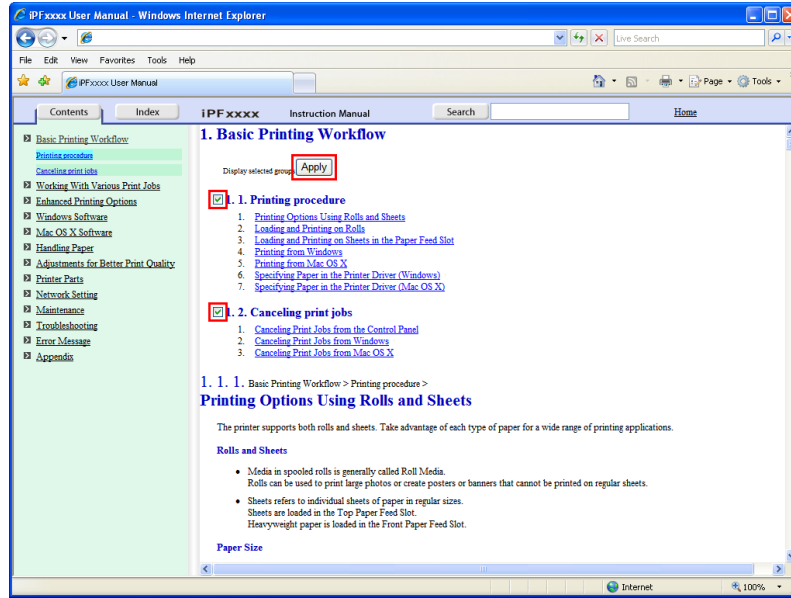 iPFxxxx User Manual - Windows Internet Explorer
Live Search
File Edit View Favorites Tools Help
iPFxxxx User Manual
Page Tools
Contents Index iPFxxxx Instruction Manual Search Home
Basic Printing Workflow
Printing procedure
Canceling print jobs
Working With Various Print Jobs
Enhanced Printing Options
Windows Software
Mac OS X Software
Handling Paper
Adjustments for Better Print Quality
Printer Parts
Network Setting
Maintenance
Troubleshooting
Error Message
Appendix
1. Basic Printing Workflow
Display selected groups Apply
1. 1. Printing procedure
1. Printing Options Using Rolls and Sheets
2. Loading and Printing on Rolls
3. Loading and Printing on Sheets in the Paper Feed Slot
4. Printing from Windows
5. Printing from Mac OS X
6. Specifying Paper in the Printer Driver (Windows)
7. Specifying Paper in the Printer Driver (Mac OS X)
1. 2. Canceling print jobs
1. Canceling Print Jobs from the Control Panel
2. Canceling Print Jobs from Windows
3. Canceling Print Jobs from Mac OS X
1. 1. 1. Basic Printing Workflow > Printing procedure >
Printing Options Using Rolls and Sheets
The printer supports both rolls and sheets. Take advantage of each type of paper for a wide range of printing applications.
Rolls and Sheets
• Media in spooled rolls is generally called Roll Media.
Rolls can be used to print large photos or create posters or banners that cannot be printed on regular sheets.
• Sheets refers to individual sheets of paper in regular sizes.
Sheets are loaded in the Top Paper Feed Slot.
Heavyweight paper is loaded in the Front Paper Feed Slot.
Paper Size
Internet 100%